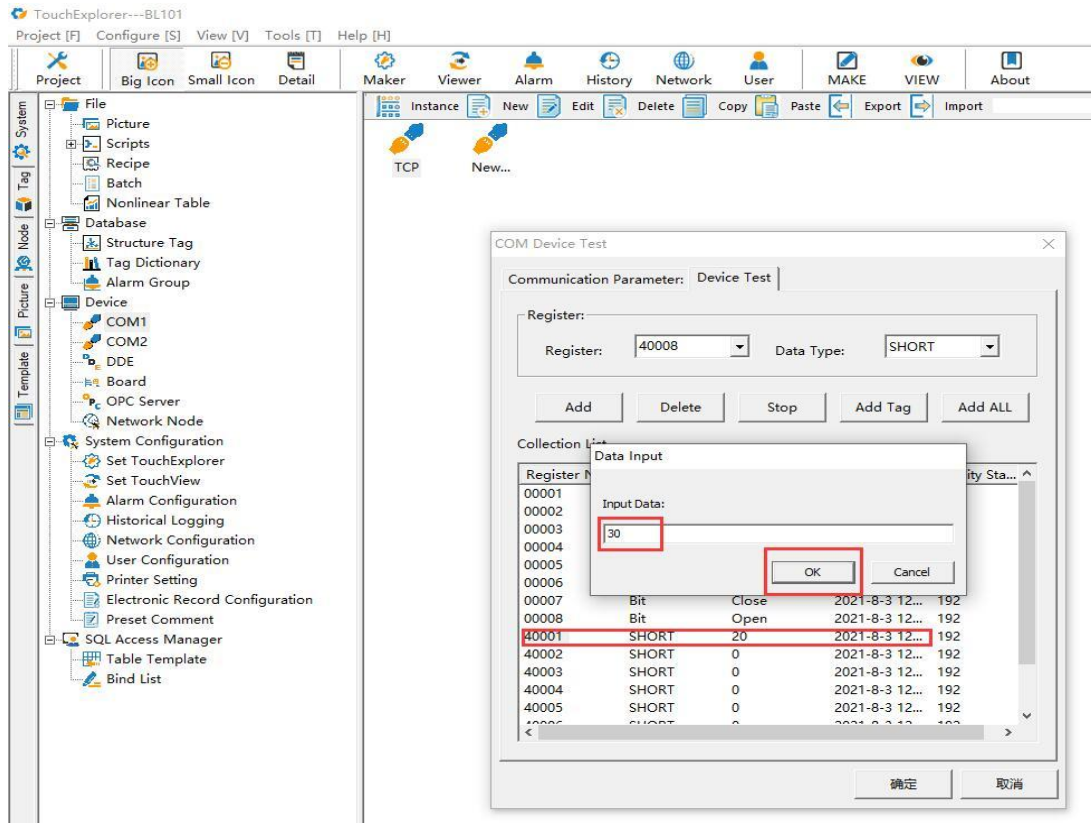 TouchExplorer---BL101
Project [F] Configure [S] View [V] Tools [T] Help [H]
Project Big Icon Small Icon Detail Maker Viewer Alarm History Network User MAKE VIEW About
Instance New Edit Delete Copy Paste Export Import
System
Tag
Node
Picture
Template
File
Picture
Scripts
Recipe
Batch
Nonlinear Table
Database
Structure Tag
Tag Dictionary
Alarm Group
Device
COM1
COM2
DDE
Board
OPC Server
Network Node
System Configuration
Set TouchExplorer
Set TouchView
Alarm Configuration
Historical Logging
Network Configuration
User Configuration
Printer Setting
Electronic Record Configuration
Preset Comment
SQL Access Manager
Table Template
Bind List
TCP New...
COM Device Test
Communication Parameter: Device Test
Register:
Register: 40008 Data Type: SHORT
Add Delete Stop Add Tag Add ALL
Collection
Data Input
Input Data:
30
OK Cancel
Register ity Sta...
00001
00002
00003
00004
00005
00006
00007 Bit Close 2021-8-3 12... 192
00008 Bit Open 2021-8-3 12... 192
40001 SHORT 20 2021-8-3 12... 192
40002 SHORT 0 2021-8-3 12... 192
40003 SHORT 0 2021-8-3 12... 192
40004 SHORT 0 2021-8-3 12... 192
40005 SHORT 0 2021-8-3 12... 192
确定 取消